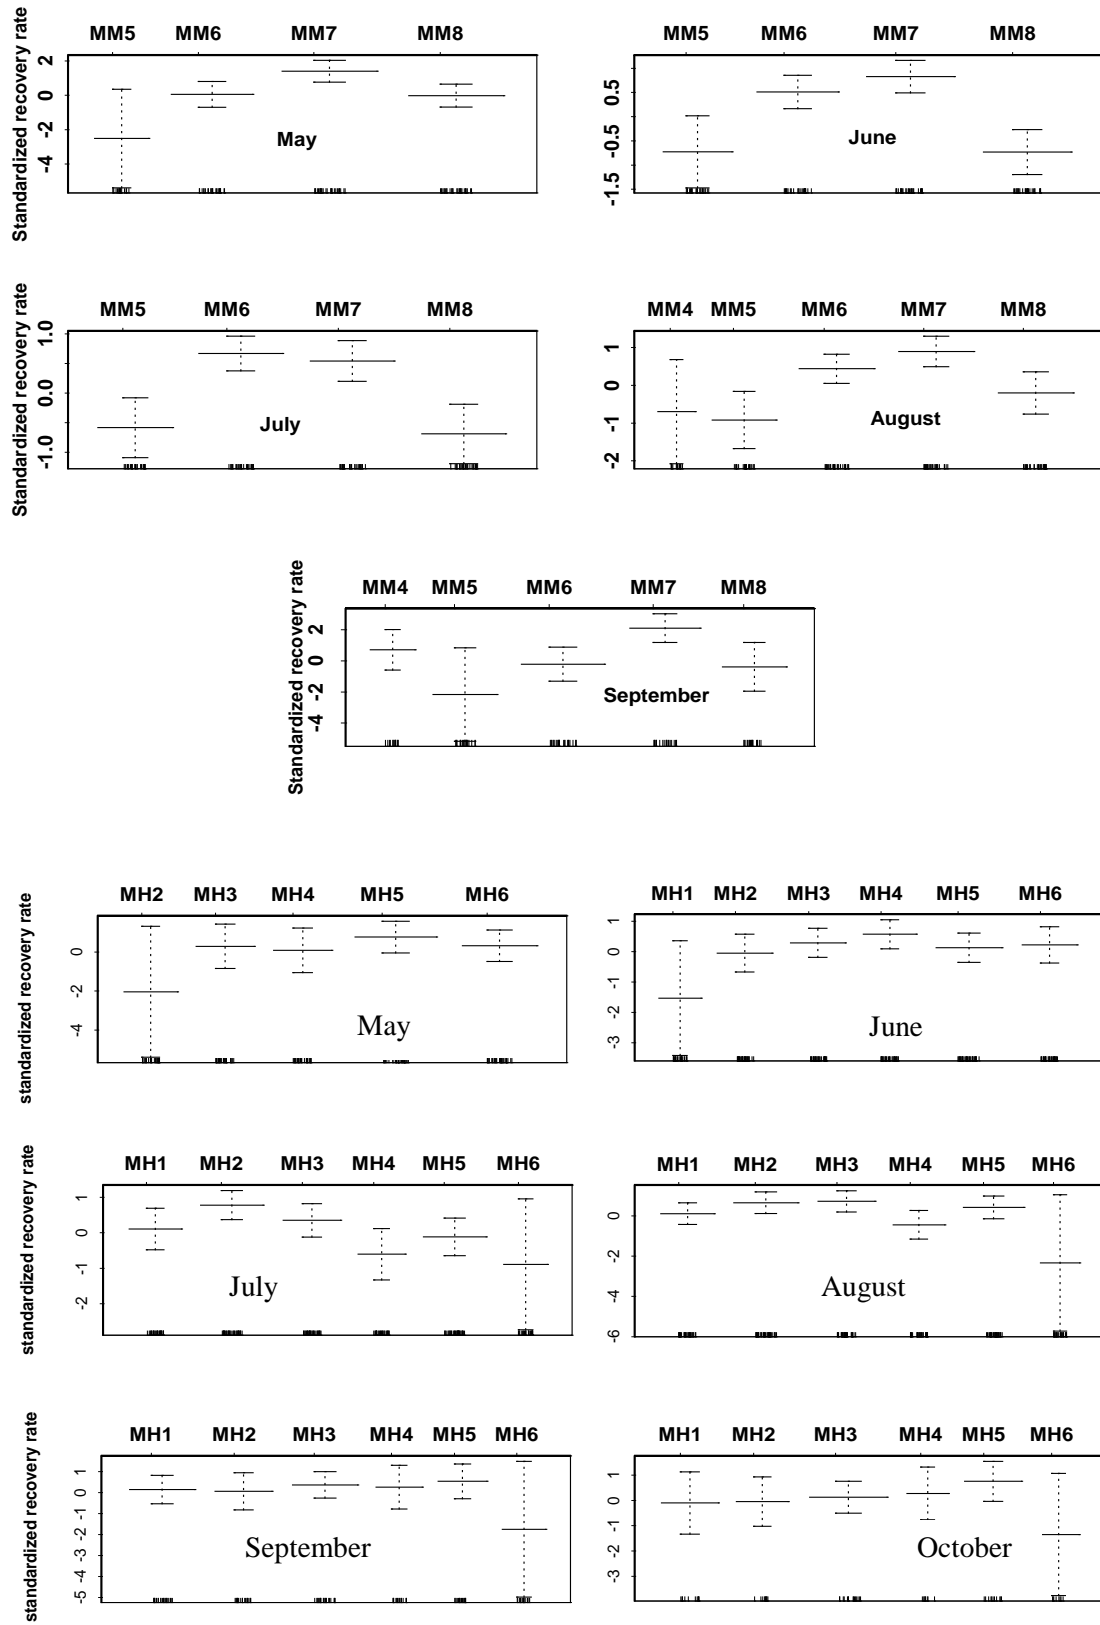 MM5 MM6 MM7 MM8
MM5 MM6 MM7 MM8
Standardized recovery rate
2
0
-2
-4
May
0.5
-0.5
-1.5
June
MM5 MM6 MM7 MM8
MM4 MM5 MM6 MM7 MM8
Standardized recovery rate
1.0
0.0
-1.0
July
1
0
-1
-2
August
MM4 MM5 MM6 MM7 MM8
Standardized recovery rate
2
0
-2
-4
September
MH2 MH3 MH4 MH5 MH6
MH1 MH2 MH3 MH4 MH5 MH6
standardized recovery rate
0
-2
-4
May
1
0
-1
-2
-3
June
MH1 MH2 MH3 MH4 MH5 MH6
MH1 MH2 MH3 MH4 MH5 MH6
standardized recovery rate
1
0
-1
-2
July
0
-2
-4
-6
August
MH1 MH2 MH3 MH4 MH5 MH6
MH1 MH2 MH3 MH4 MH5 MH6
standardized recovery rate
1
0
-1
-2
-3
-4
-5
September
1
0
-1
-2
-3
October